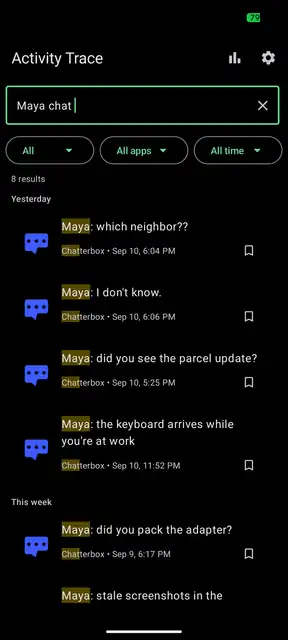 79
Activity Trace
Maya chat
All
All apps
All time
8 results
Yesterday
Maya: which neighbor??
Chatterbox • Sep 10, 6:04 PM
Maya: I don't know.
Chatterbox • Sep 10, 6:06 PM
Maya: did you see the parcel update?
Chatterbox • Sep 10, 5:25 PM
Maya: the keyboard arrives while
you're at work
Chatterbox • Sep 10, 11:52 PM
This week
Maya: did you pack the adapter?
Chatterbox • Sep 9, 6:17 PM
Maya: stale screenshots in the